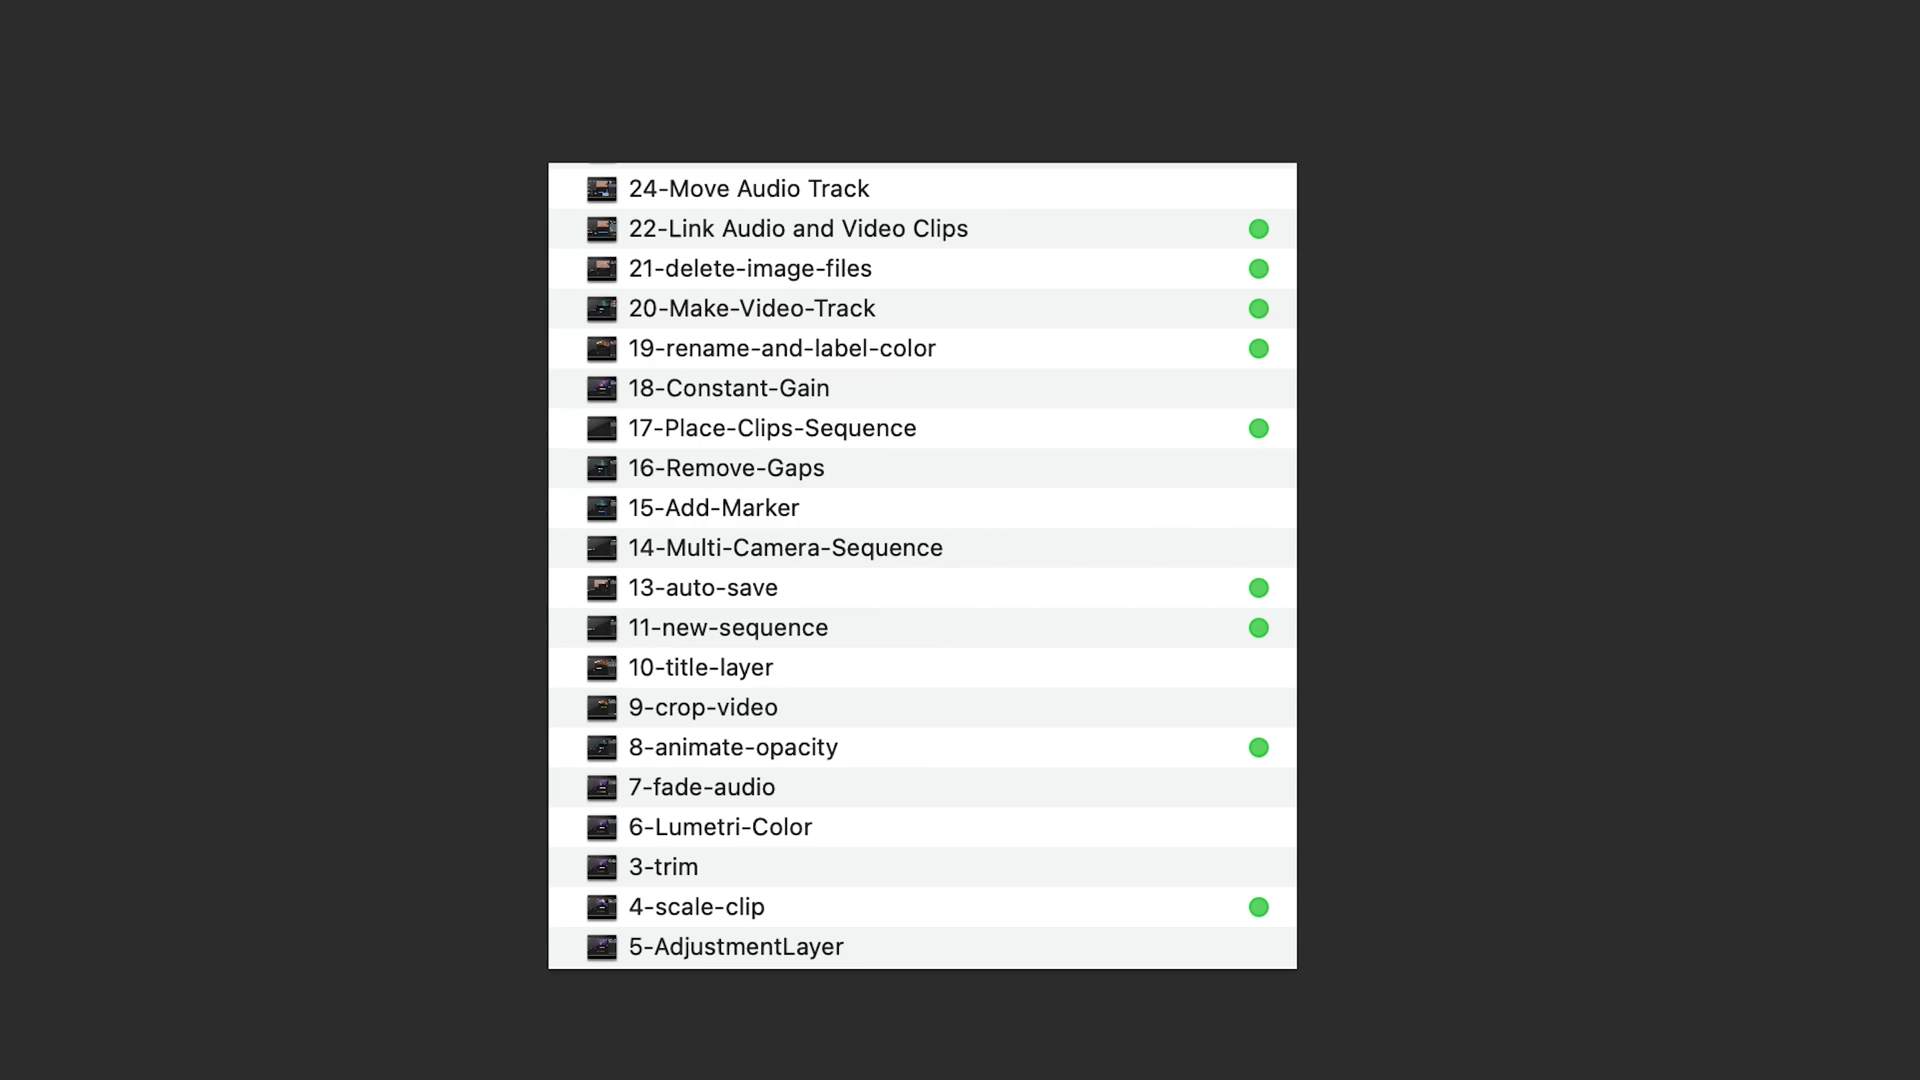 24-Move Audio Track
22-Link Audio and Video Clips
21-delete-image-files
20-Make-Video-Track
19-rename-and-label-color
18-Constant-Gain
17-Place-Clips-Sequence
16-Remove-Gaps
15-Add-Marker
14-Multi-Camera-Sequence
13-auto-save
11-new-sequence
10-title-layer
9-crop-video
8-animate-opacity
7-fade-audio
6-Lumetri-Color
3-trim
4-scale-clip
5-AdjustmentLayer